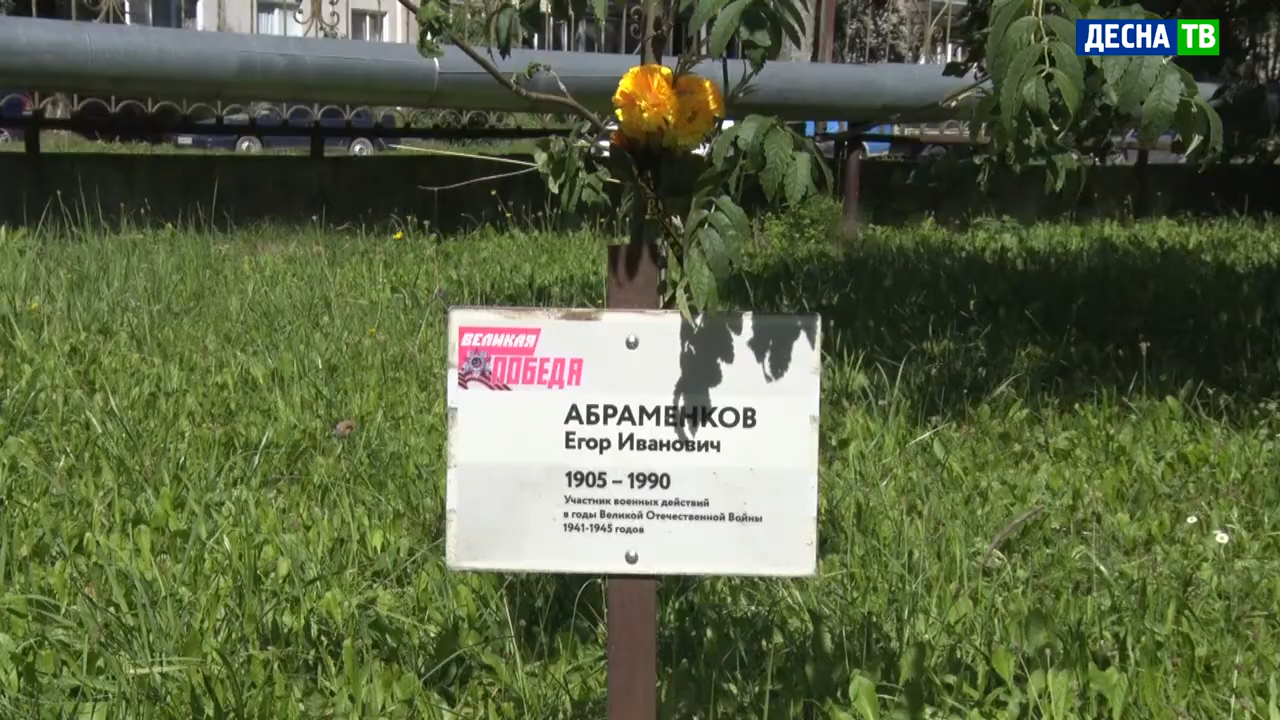 ДЕСНА ТВ
ВЕЛИКАЯ
ПОБЕДА
АБРАМЕНКОВ
Егор Иванович
1905 – 1990
Участник военных действий
в годы Великой Отечественной Войны
1941-1945 годов